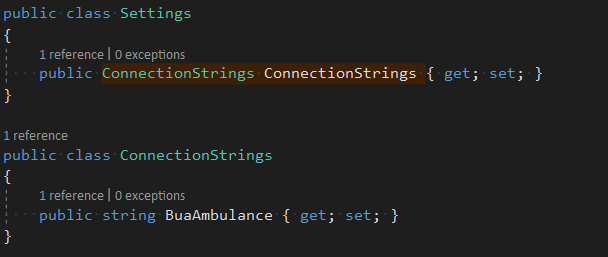 public class Settings
{
1 reference | 0 exceptions
public ConnectionStrings ConnectionStrings { get; set; }
}
1 reference
public class ConnectionStrings
{
1 reference | 0 exceptions
public string BuaAmbulance { get; set; }
}